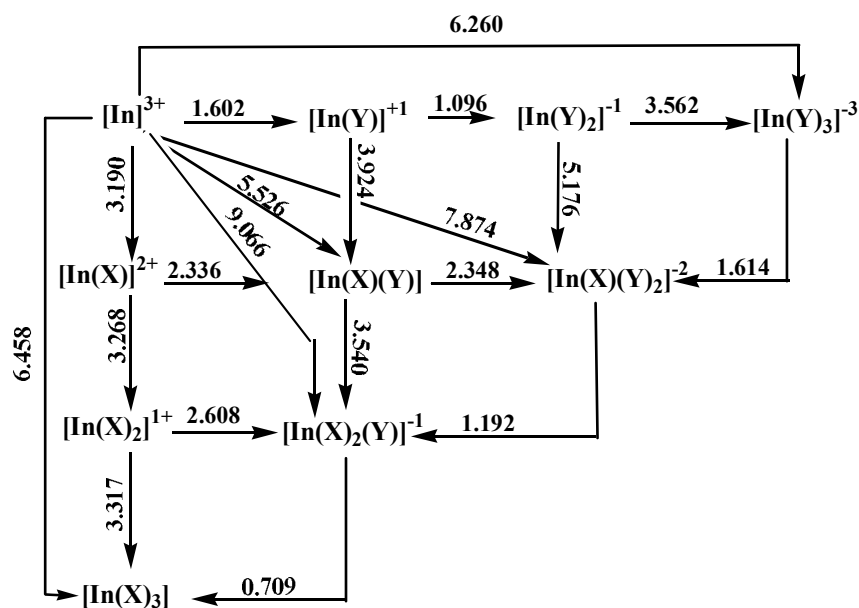 6.260
[In]³⁺ 1.602 [In(Y)]⁺¹ 1.096 [In(Y)₂]⁻¹ 3.562 [In(Y)₃]⁻³
3.190
5.526
9.066
3.924
7.874
5.176
[In(X)]²⁺ 2.336 [In(X)(Y)] 2.348 [In(X)(Y)₂]⁻² 1.614
6.458
3.268
3.540
[In(X)₂]¹⁺ 2.608 [In(X)₂(Y)]⁻¹ 1.192
3.317
[In(X)₃] 0.709